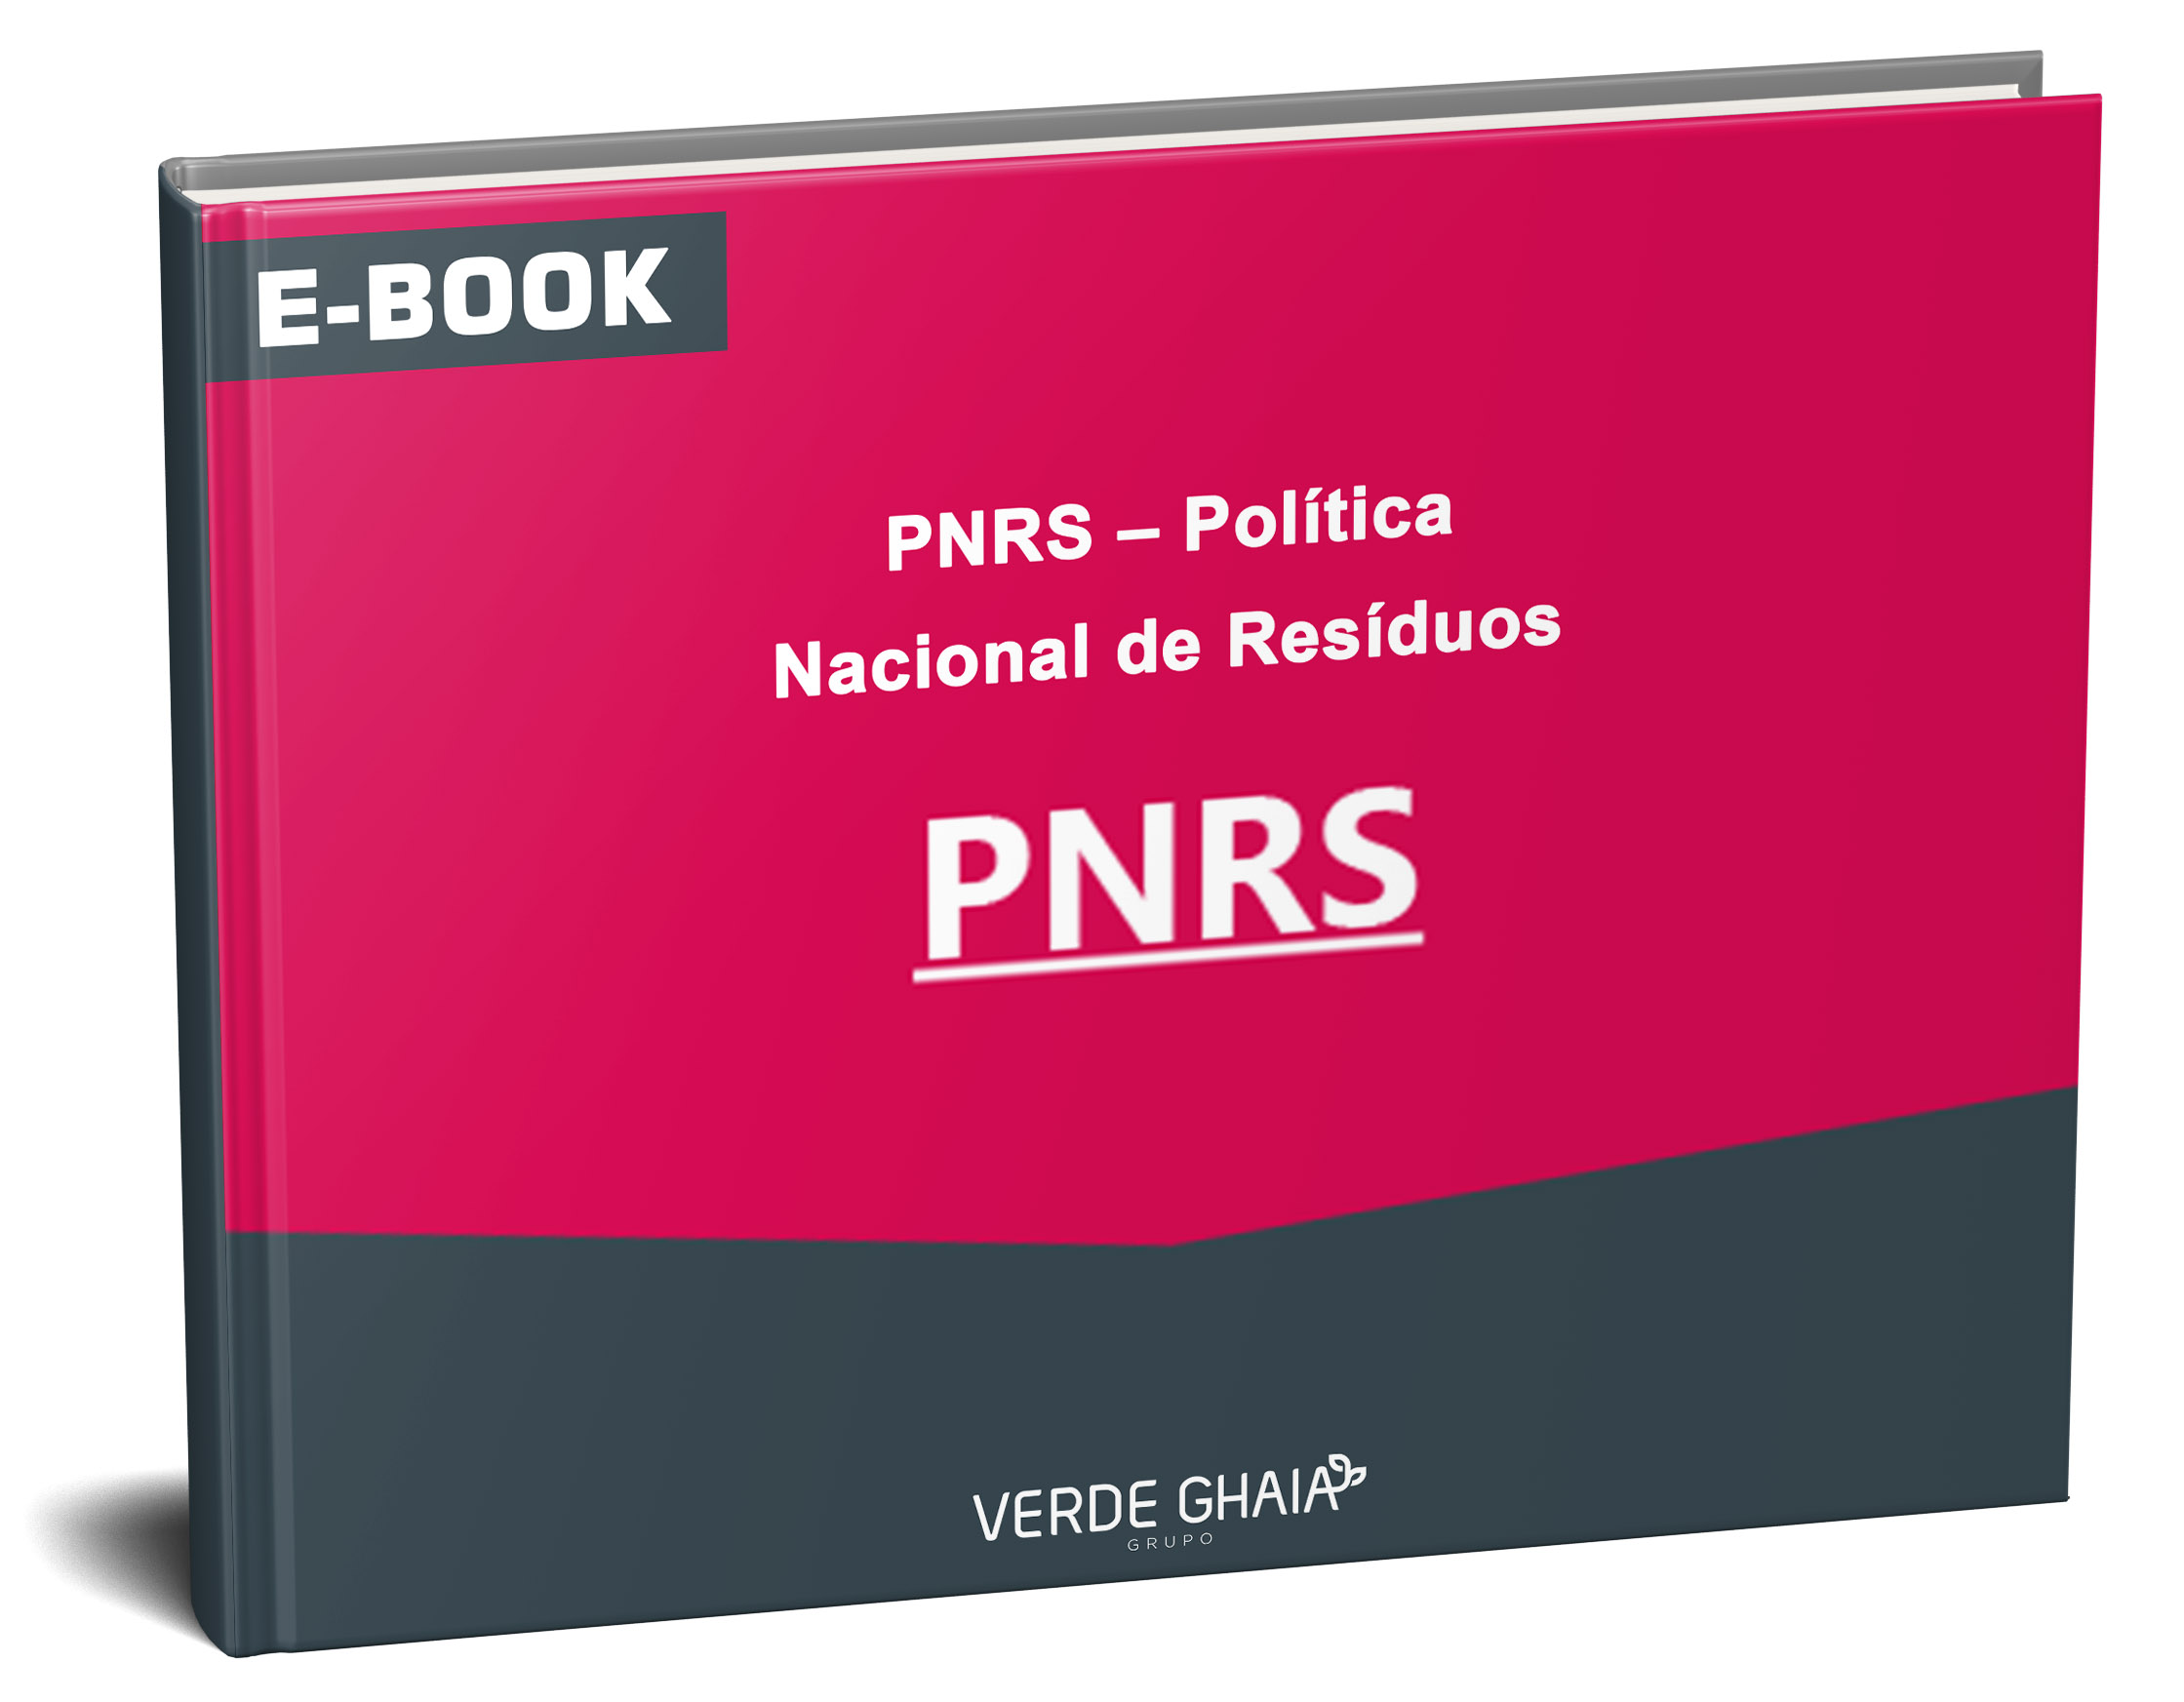 E-BOOK
PNRS – Política
Nacional de Resíduos
PNRS
VERDE GHAIA
GRUPO